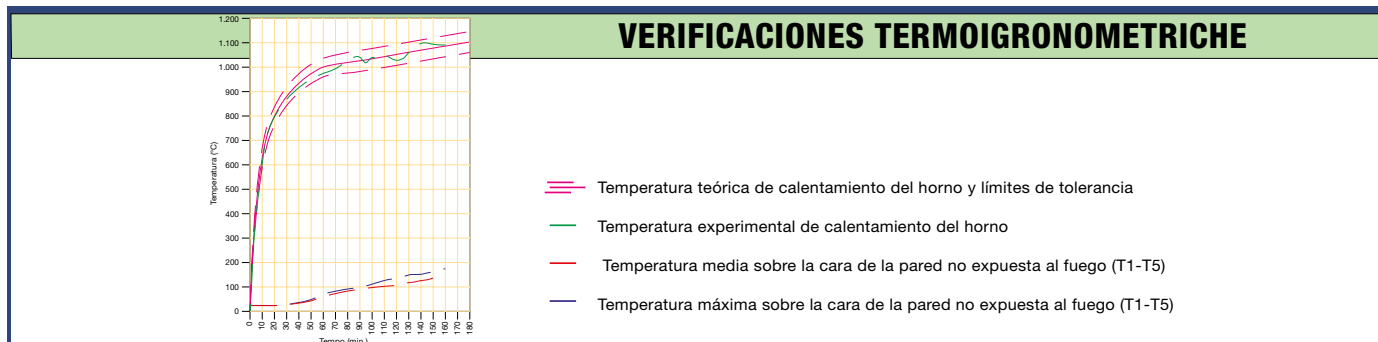 VERIFICACIONES TERMOIGRONOMETRICHE
1.200
1.100
1.000
900
800
700
600
500
400
300
200
100
0
Temperatura (°C)
0 10 20 30 40 50 60 70 80 90 100 110 120 130 140 150 160 170 180
Tempo (min.)
Temperatura teórica de calentamiento del horno y límites de tolerancia
Temperatura experimental de calentamiento del horno
Temperatura media sobre la cara de la pared no expuesta al fuego (T1-T5)
Temperatura máxima sobre la cara de la pared no expuesta al fuego (T1-T5)